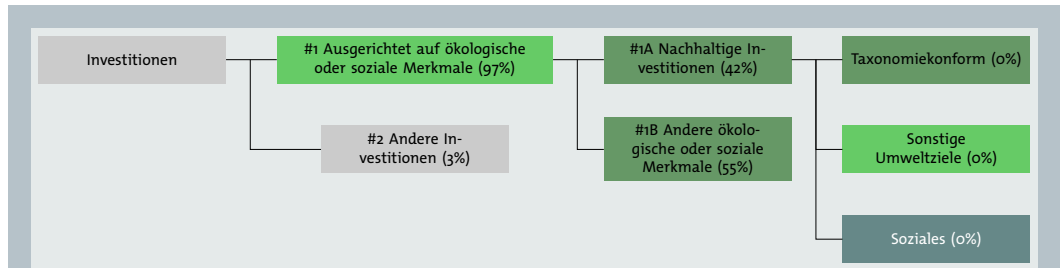 Investitionen
#1 Ausgerichtet auf ökologische
oder soziale Merkmale (97%)
#1A Nachhaltige In-
vestitionen (42%)
Taxonomiekonform (0%)
#2 Andere In-
vestitionen (3%)
#1B Andere ökolo-
gische oder soziale
Merkmale (55%)
Sonstige
Umweltziele (0%)
Soziales (0%)